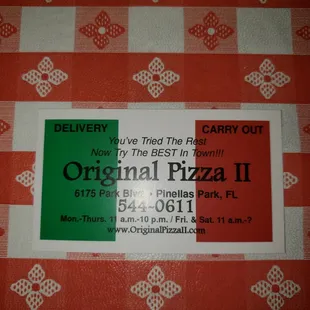 DELIVERY CARRY OUT
You've Tried The Rest
Now Try The BEST In Town!!!
Original Pizza II
6175 Park Blvd • Pinellas Park, FL
544-0611
Mon.-Thurs. 11 a.m.-10 p.m. / Fri. & Sat. 11 a.m.-?
www.OriginalPizzaII.com